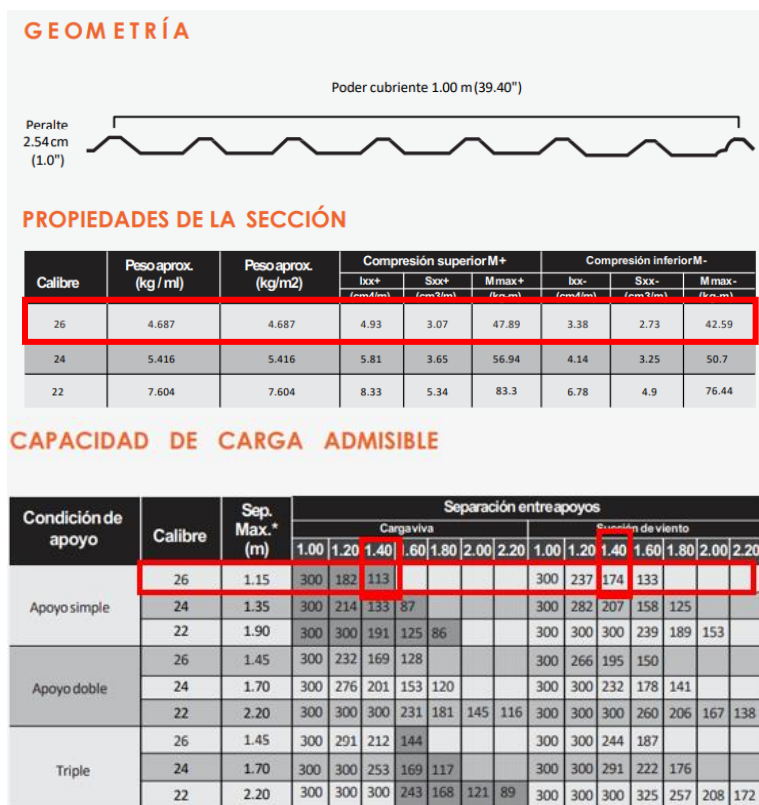 GEOMETRÍA
Poder cubriente 1.00 m (39.40")
Peralte
2.54 cm
(1.0")
PROPIEDADES DE LA SECCIÓN
Calibre Peso aprox. (kg / ml) Peso aprox. (kg/m2) Compresión superior M+ Compresión inferior M-
Ixx+ Sxx+ M max+ Ixx- Sxx- M max-
(cm4/m) (cm3/m) (kg-m) (cm4/m) (cm3/m) (kg-m)
26 4.687 4.687 4.93 3.07 47.89 3.38 2.73 42.59
24 5.416 5.416 5.81 3.65 56.94 4.14 3.25 50.7
22 7.604 7.604 8.33 5.34 83.3 6.78 4.9 76.44
CAPACIDAD DE CARGA ADMISIBLE
Condición de apoyo Calibre Sep. Max.* (m) Separación entre apoyos
Carga viva Succión de viento
1.00 1.20 1.40 1.60 1.80 2.00 2.20 1.00 1.20 1.40 1.60 1.80 2.00 2.20
26 1.15 300 182 113 300 237 174 133
Apoyo simple 24 1.35 300 214 133 87 300 282 207 158 125
22 1.90 300 300 191 125 86 300 300 300 239 189 153
26 1.45 300 232 169 128 300 266 195 150
Apoyo doble 24 1.70 300 276 201 153 120 300 300 232 178 141
22 2.20 300 300 300 231 181 145 116 300 300 300 260 206 167 138
26 1.45 300 291 212 144 300 300 244 187
Triple 24 1.70 300 300 253 169 117 300 300 291 222 176
22 2.20 300 300 300 243 168 121 89 300 300 300 325 257 208 172